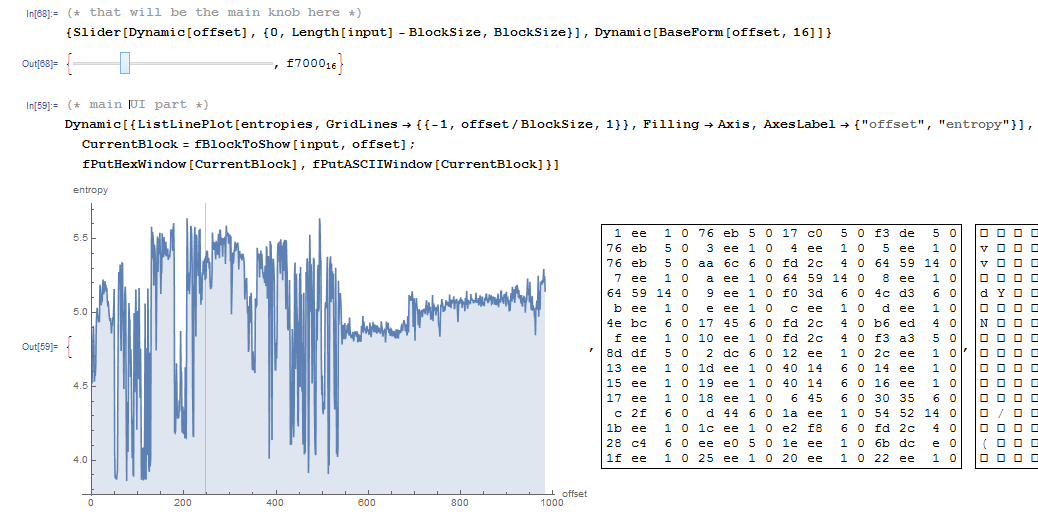 In[68]:= (* that will be the main knob here *)
{Slider[Dynamic[offset], {0, Length[input] - BlockSize, BlockSize}], Dynamic[BaseForm[offset, 16]]}
Out[68]= { , f7000₁₆}
In[59]:= (* main UI part *)
Dynamic[{ListLinePlot[entropies, GridLines → {{-1, offset / BlockSize, 1}}, Filling → Axis, AxesLabel → {"offset", "entropy"}],
CurrentBlock = fBlockToShow[input, offset];
fPutHexWindow[CurrentBlock], fPutASCIIWindow[CurrentBlock]}]
entropy
5.5
5.0
4.5
4.0
0 200 400 600 800 1000 offset
Out[59]= {
1 ee 1 0 76 eb 5 0 17 c0 5 0 f3 de 5 0
76 eb 5 0 3 ee 1 0 4 ee 1 0 5 ee 1 0
76 eb 5 0 aa 6c 6 0 fd 2c 4 0 64 59 14 0
7 ee 1 0 a ee 1 0 64 59 14 0 8 ee 1 0
64 59 14 0 9 ee 1 0 f0 3d 6 0 4c d3 6 0
b ee 1 0 e ee 1 0 c ee 1 0 d ee 1 0
4e bc 6 0 17 45 6 0 fd 2c 4 0 b6 ed 4 0
f ee 1 0 10 ee 1 0 fd 2c 4 0 f3 a3 5 0
8d df 5 0 2 dc 6 0 12 ee 1 0 2c ee 1 0
13 ee 1 0 1d ee 1 0 40 14 6 0 14 ee 1 0
15 ee 1 0 19 ee 1 0 40 14 6 0 16 ee 1 0
17 ee 1 0 18 ee 1 0 6 45 6 0 30 35 6 0
c 2f 6 0 d 44 6 0 1a ee 1 0 54 52 14 0
1b ee 1 0 1c ee 1 0 e2 f8 6 0 fd 2c 4 0
28 c4 6 0 ee e0 5 0 1e ee 1 0 6b dc e 0
1f ee 1 0 25 ee 1 0 20 ee 1 0 22 ee 1 0
v
v
d Y
N
/
(